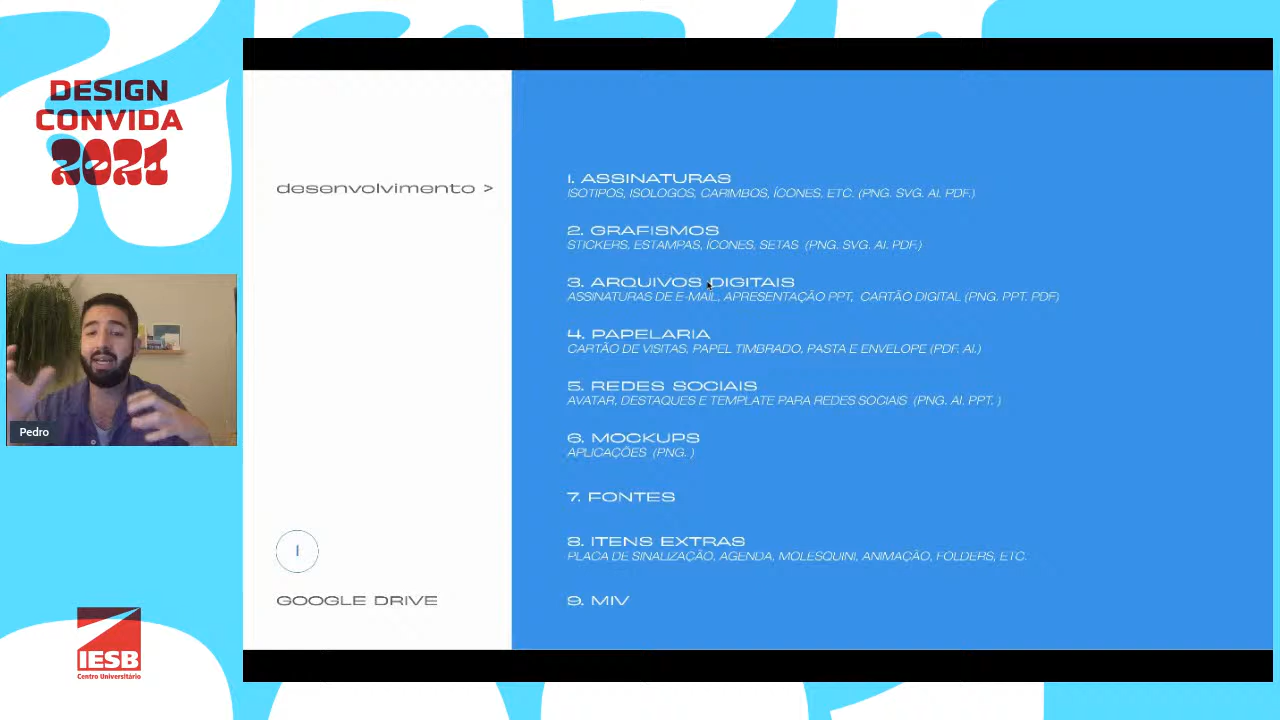 DESIGN
CONVIDA
2021
Pedro
IESB
Centro Universitário
desenvolvimento >
I
GOOGLE DRIVE
1. ASSINATURAS
ISOTIPOS, ISOLOGOS, CARIMBOS, ÍCONES, ETC. (PNG. SVG. AI. PDF.)
2. GRAFISMOS
STICKERS, ESTAMPAS, ÍCONES, SETAS (PNG. SVG. AI. PDF.)
3. ARQUIVOS DIGITAIS
ASSINATURAS DE E-MAIL, APRESENTAÇÃO PPT, CARTÃO DIGITAL (PNG. PPT. PDF)
4. PAPELARIA
CARTÃO DE VISITAS, PAPEL TIMBRADO, PASTA E ENVELOPE (PDF. AI.)
5. REDES SOCIAIS
AVATAR, DESTAQUES E TEMPLATE PARA REDES SOCIAIS (PNG. AI. PPT. )
6. MOCKUPS
APLICAÇÕES (PNG. )
7. FONTES
8. ITENS EXTRAS
PLACA DE SINALIZAÇÃO, AGENDA, MOLESQUINI, ANIMAÇÃO, FOLDERS, ETC.
9. MIV